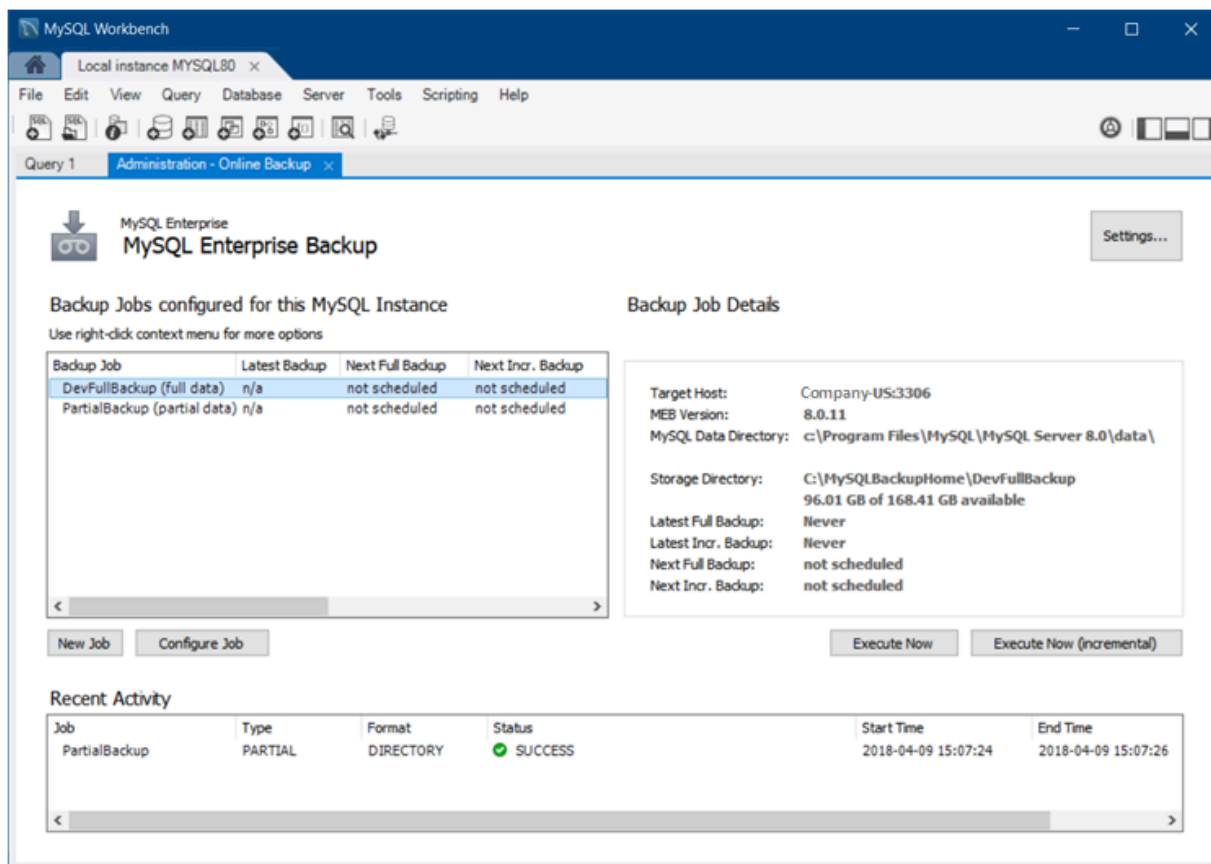 MySQL Workbench
Local instance MYSQL80
File Edit View Query Database Server Tools Scripting Help
Query 1 Administration - Online Backup
MySQL Enterprise
MySQL Enterprise Backup
Settings...
Backup Jobs configured for this MySQL Instance
Use right-click context menu for more options
Backup Job Latest Backup Next Full Backup Next Incr. Backup
DevFullBackup (full data) n/a not scheduled not scheduled
PartialBackup (partial data) n/a not scheduled not scheduled
New Job Configure Job
Backup Job Details
Target Host: Company-US:3306
MEB Version: 8.0.11
MySQL Data Directory: c:\Program Files\MySQL\MySQL Server 8.0\data\
Storage Directory: C:\MySQLBackupHome\DevFullBackup
96.01 GB of 168.41 GB available
Latest Full Backup: Never
Latest Incr. Backup: Never
Next Full Backup: not scheduled
Next Incr. Backup: not scheduled
Execute Now Execute Now (incremental)
Recent Activity
Job Type Format Status Start Time End Time
PartialBackup PARTIAL DIRECTORY SUCCESS 2018-04-09 15:07:24 2018-04-09 15:07:26